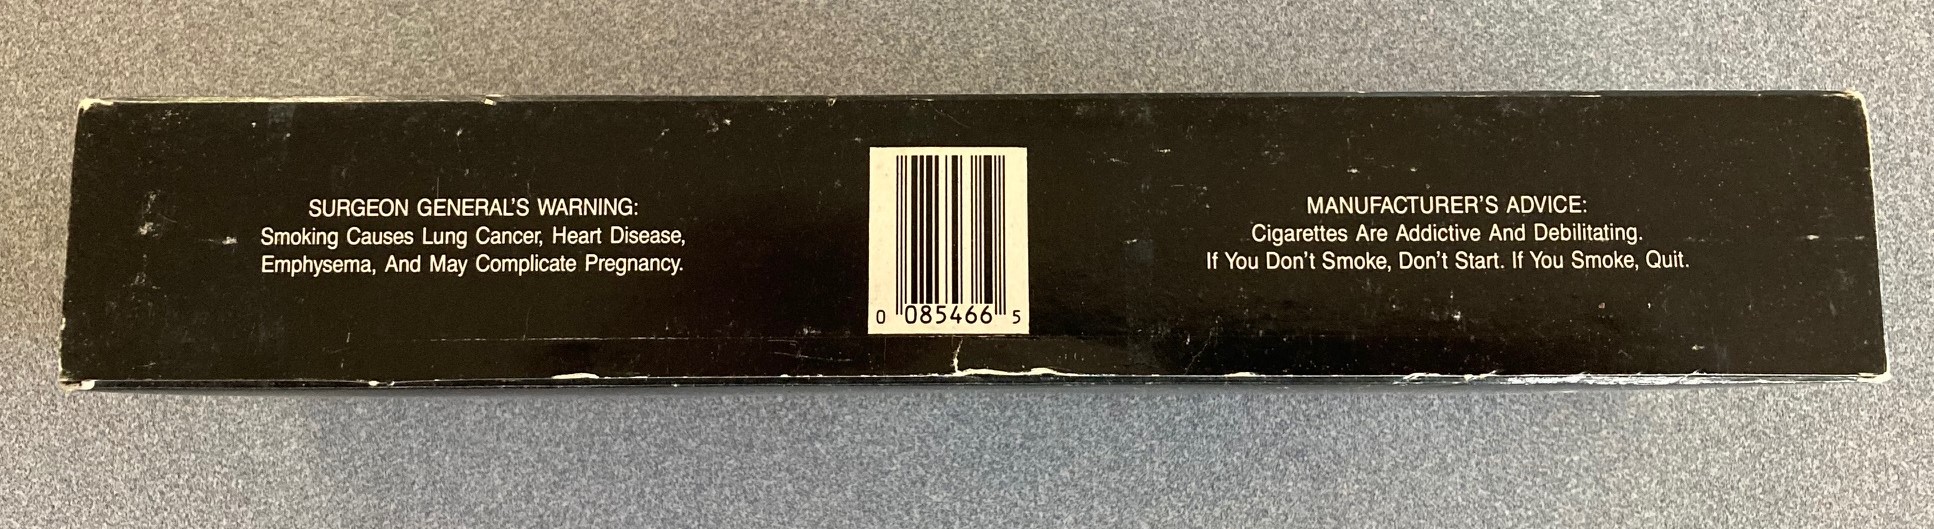 SURGEON GENERAL'S WARNING:
Smoking Causes Lung Cancer, Heart Disease,
Emphysema, And May Complicate Pregnancy.
0 085466 5
MANUFACTURER'S ADVICE:
Cigarettes Are Addictive And Debilitating.
If You Don't Smoke, Don't Start. If You Smoke, Quit.